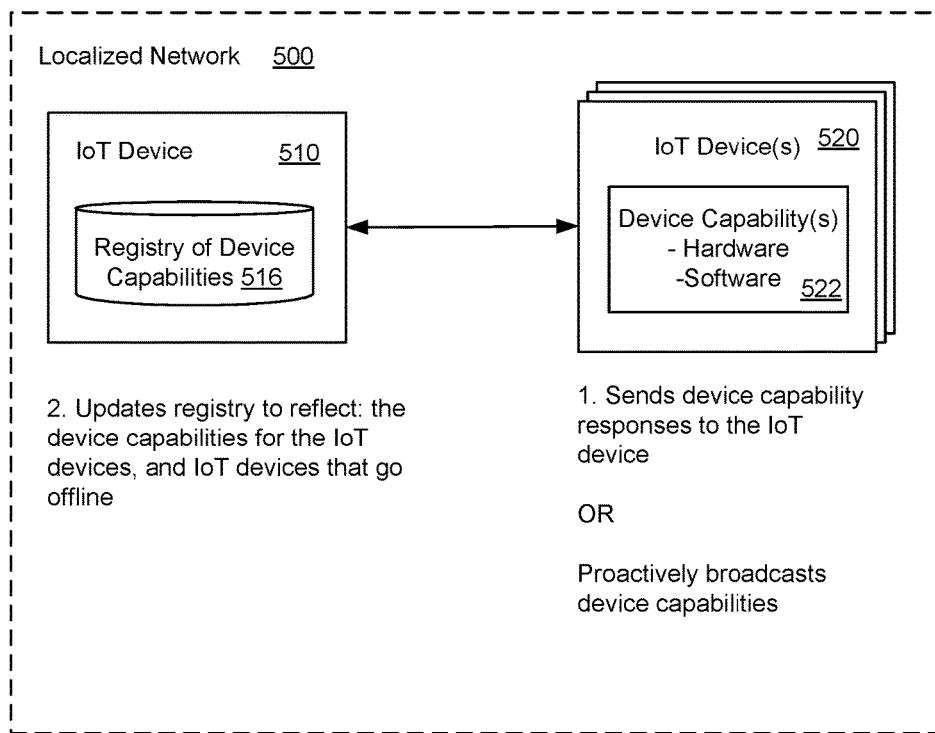 Localized Network 500
IoT Device 510
Registry of Device
Capabilities 516
IoT Device(s) 520
Device Capability(s)
- Hardware
-Software
522
2. Updates registry to reflect: the
device capabilities for the IoT
devices, and IoT devices that go
offline
1. Sends device capability
responses to the IoT
device
OR
Proactively broadcasts
device capabilities